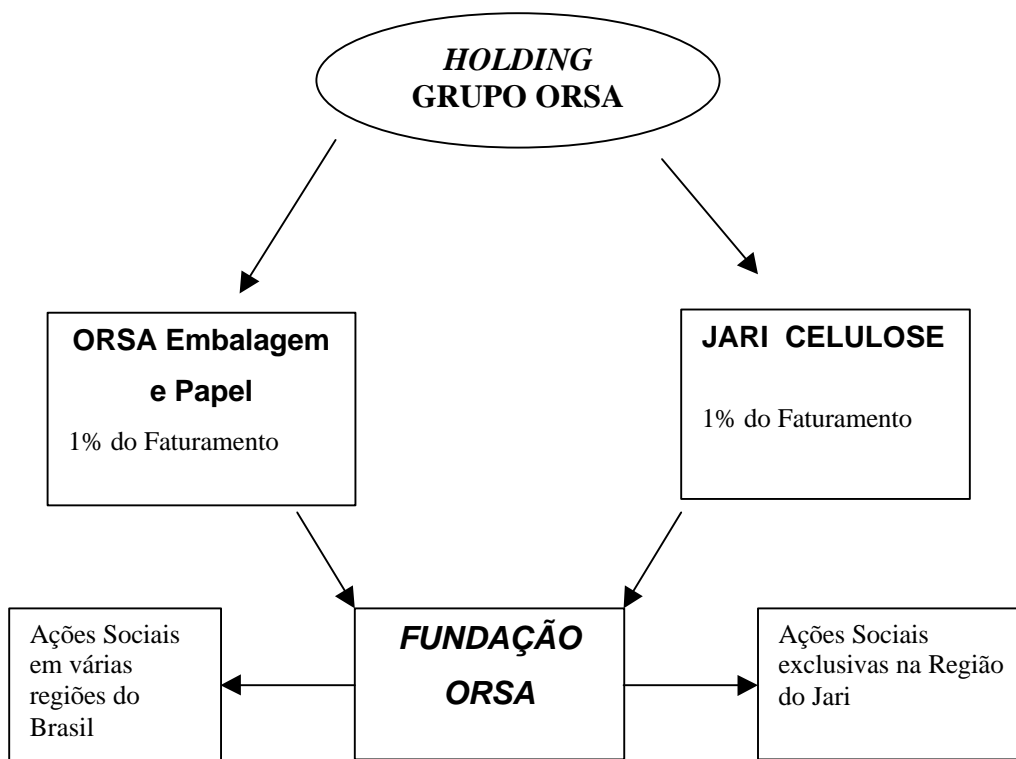 HOLDING
GRUPO ORSA
ORSA Embalagem
e Papel
1% do Faturamento
JARI CELULOSE
1% do Faturamento
Ações Sociais
em várias
regiões do
Brasil
FUNDAÇÃO
ORSA
Ações Sociais
exclusivas na Região
do Jari